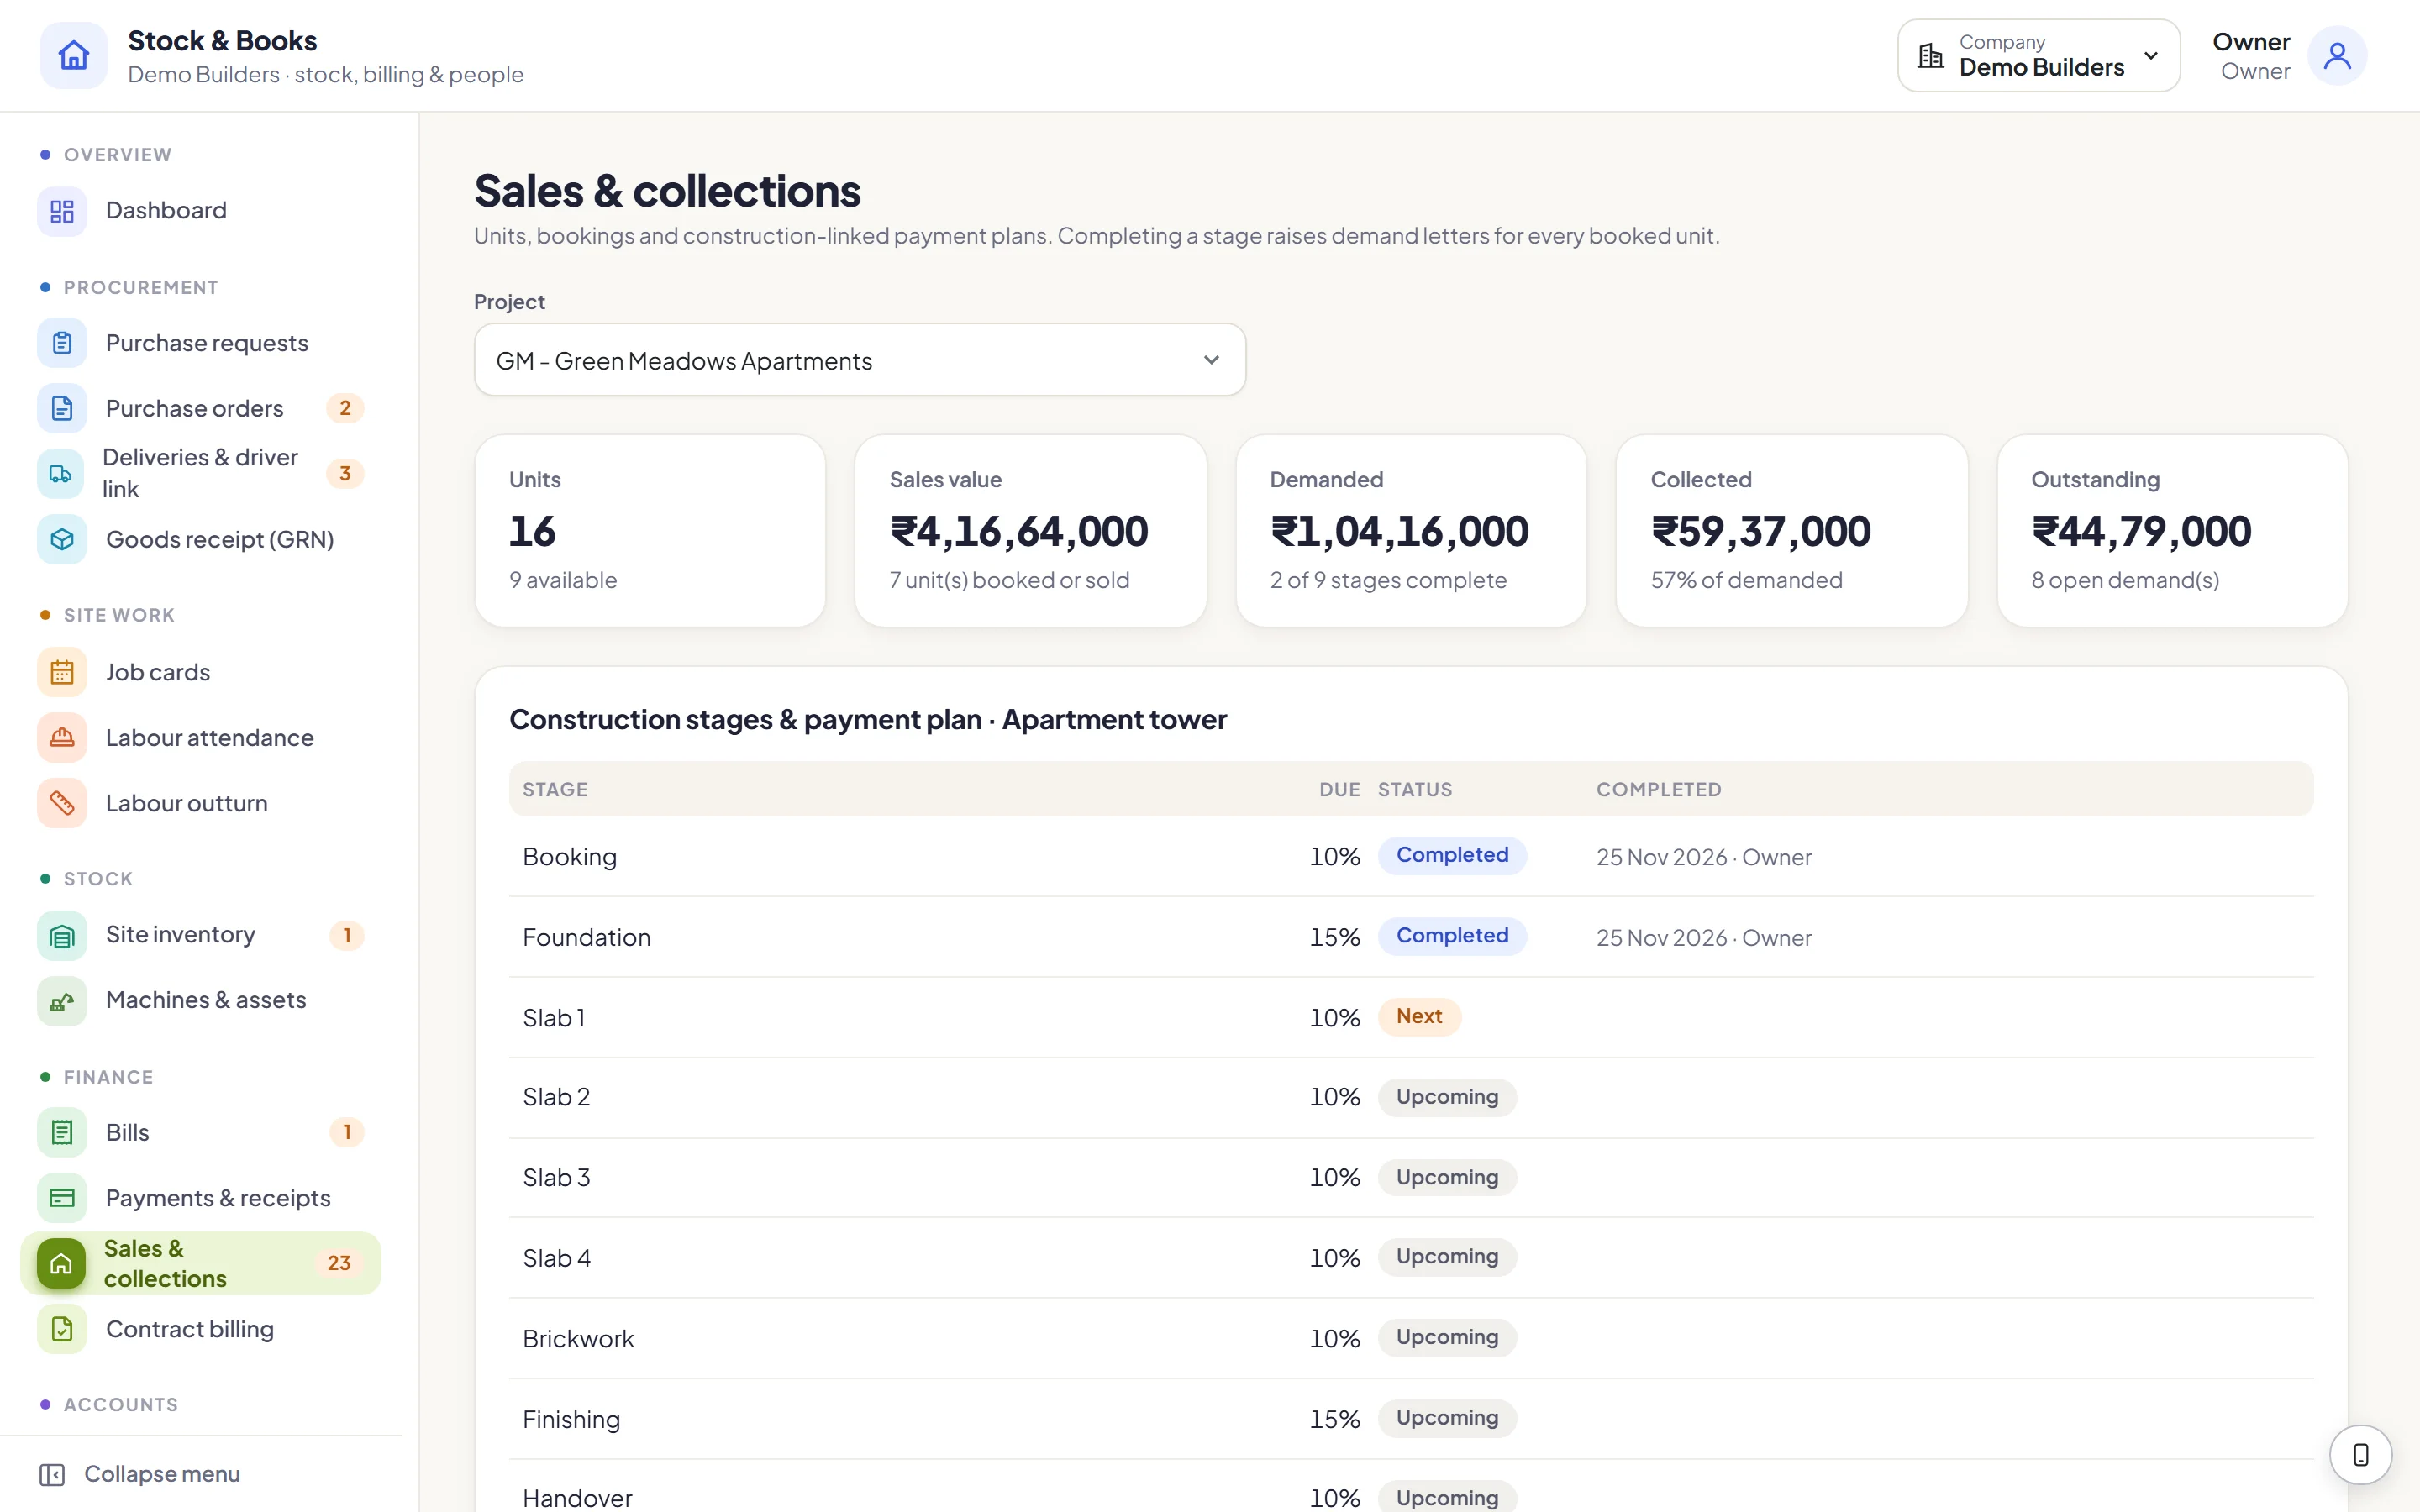 Stock & Books
Demo Builders · stock, billing & people
Company
Demo Builders
Owner
Owner
OVERVIEW
Dashboard
PROCUREMENT
Purchase requests
Purchase orders 2
Deliveries & driver
link 3
Goods receipt (GRN)
SITE WORK
Job cards
Labour attendance
Labour outturn
STOCK
Site inventory 1
Machines & assets
FINANCE
Bills 1
Payments & receipts
Sales &
collections 23
Contract billing
ACCOUNTS
Collapse menu
Sales & collections
Units, bookings and construction-linked payment plans. Completing a stage raises demand letters for every booked unit.
Project
GM - Green Meadows Apartments
Units
16
9 available
Sales value
₹4,16,64,000
7 unit(s) booked or sold
Demanded
₹1,04,16,000
2 of 9 stages complete
Collected
₹59,37,000
57% of demanded
Outstanding
₹44,79,000
8 open demand(s)
Construction stages & payment plan · Apartment tower
STAGE DUE STATUS COMPLETED
Booking 10% Completed 25 Nov 2026 · Owner
Foundation 15% Completed 25 Nov 2026 · Owner
Slab 1 10% Next
Slab 2 10% Upcoming
Slab 3 10% Upcoming
Slab 4 10% Upcoming
Brickwork 10% Upcoming
Finishing 15% Upcoming
Handover 10% Upcoming